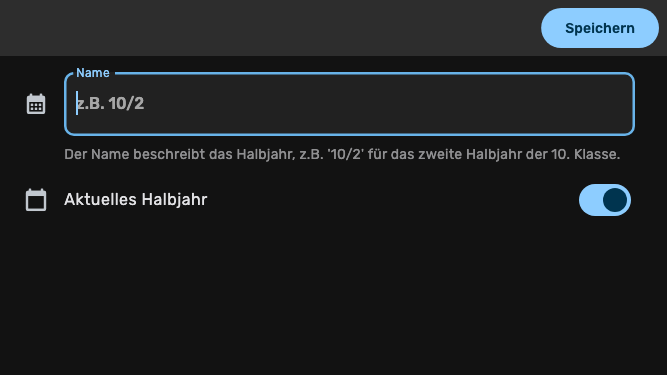 Speichern
Name
z.B. 10/2
Der Name beschreibt das Halbjahr, z.B. '10/2' für das zweite Halbjahr der 10. Klasse.
Aktuelles Halbjahr